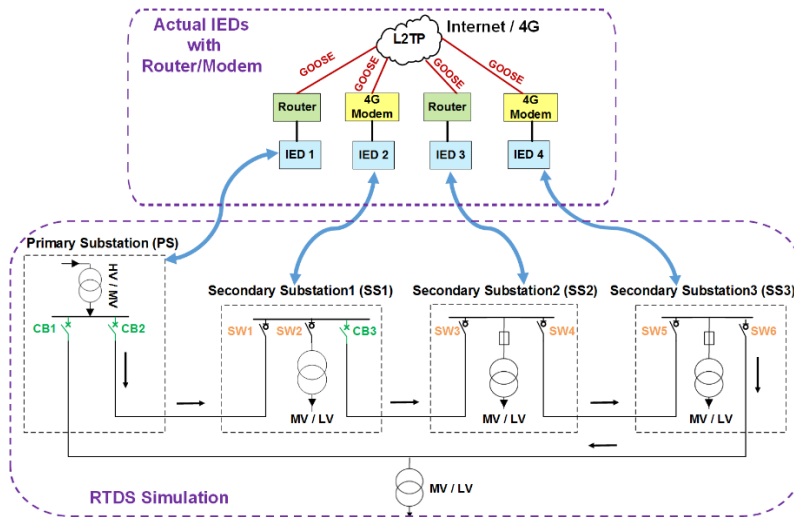 Actual IEDs
with
Router/Modem
Internet / 4G
L2TP
GOOSE
GOOSE
GOOSE
GOOSE
Router
4G
Modem
Router
4G
Modem
IED 1
IED 2
IED 3
IED 4
Primary Substation (PS)
HV / MV
CB1
CB2
Secondary Substation1 (SS1)
SW1
SW2
CB3
MV / LV
Secondary Substation2 (SS2)
SW3
SW4
MV / LV
Secondary Substation3 (SS3)
SW5
SW6
MV / LV
MV / LV
RTDS Simulation